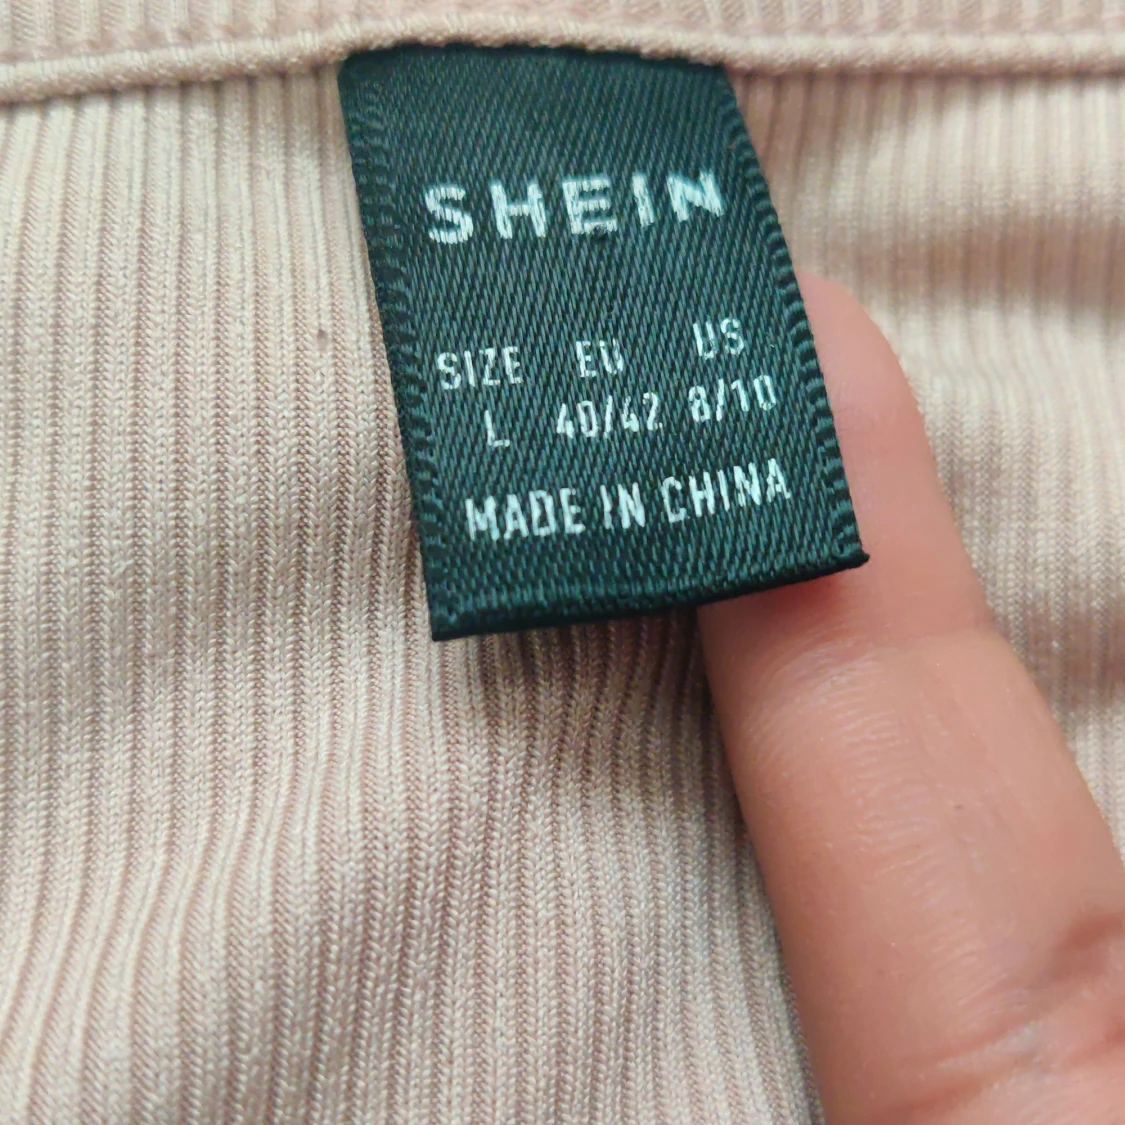 SHEIN
SIZE EU US
L 40/42 8/10
MADE IN CHINA